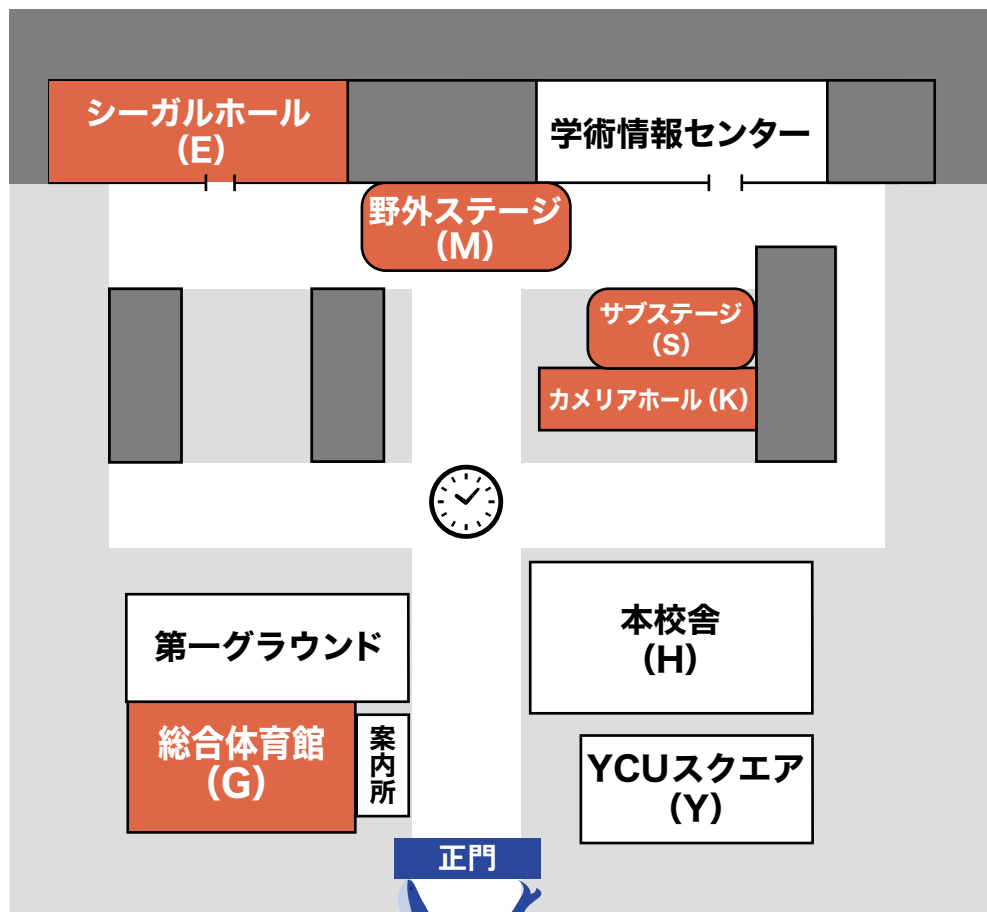 シーガルホール
(E)
学術情報センター
野外ステージ
(M)
サブステージ
(S)
カメリアホール(K)
本校舎
(H)
第一グラウンド
総合体育館
(G)
案内所
YCUスクエア
(Y)
正門